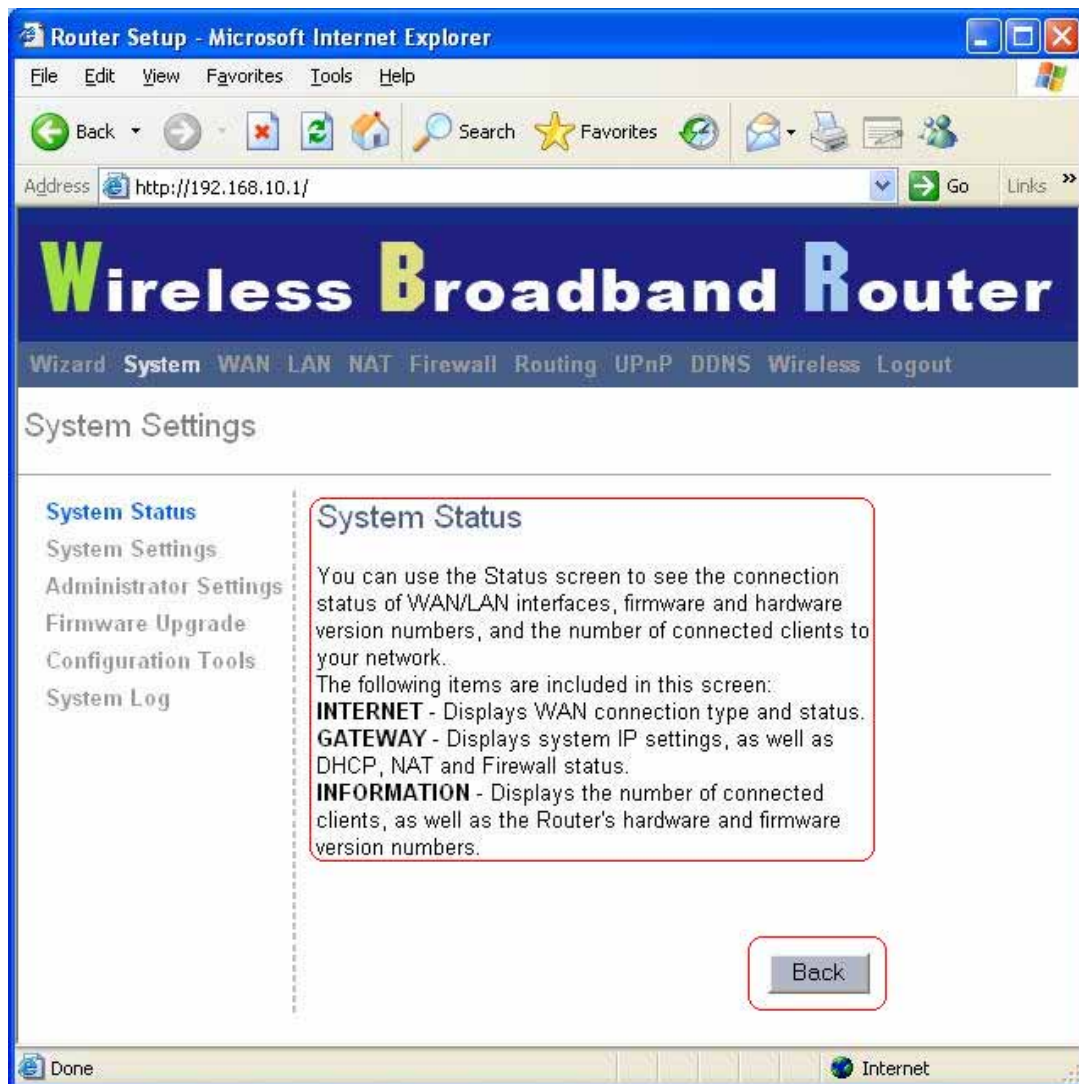 Router Setup - Microsoft Internet Explorer
File Edit View Favorites Tools Help
Back Search Favorites
Address http://192.168.10.1/ Go Links »
Wireless Broadband Router
Wizard System WAN LAN NAT Firewall Routing UPnP DDNS Wireless Logout
System Settings
System Status
System Settings
Administrator Settings
Firmware Upgrade
Configuration Tools
System Log
System Status
You can use the Status screen to see the connection
status of WAN/LAN interfaces, firmware and hardware
version numbers, and the number of connected clients to
your network.
The following items are included in this screen:
INTERNET - Displays WAN connection type and status.
GATEWAY - Displays system IP settings, as well as
DHCP, NAT and Firewall status.
INFORMATION - Displays the number of connected
clients, as well as the Router's hardware and firmware
version numbers.
Back
Done Internet